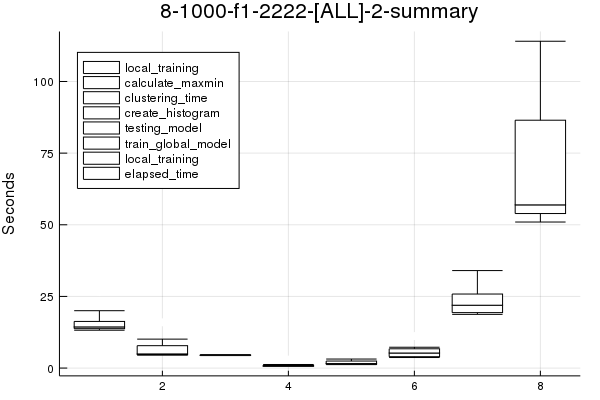 8-1000-f1-2222-[ALL]-2-summary
local_training
calculate_maxmin
clustering_time
create_histogram
testing_model
train_global_model
local_training
elapsed_time
Seconds
100
75
50
25
0
2
4
6
8